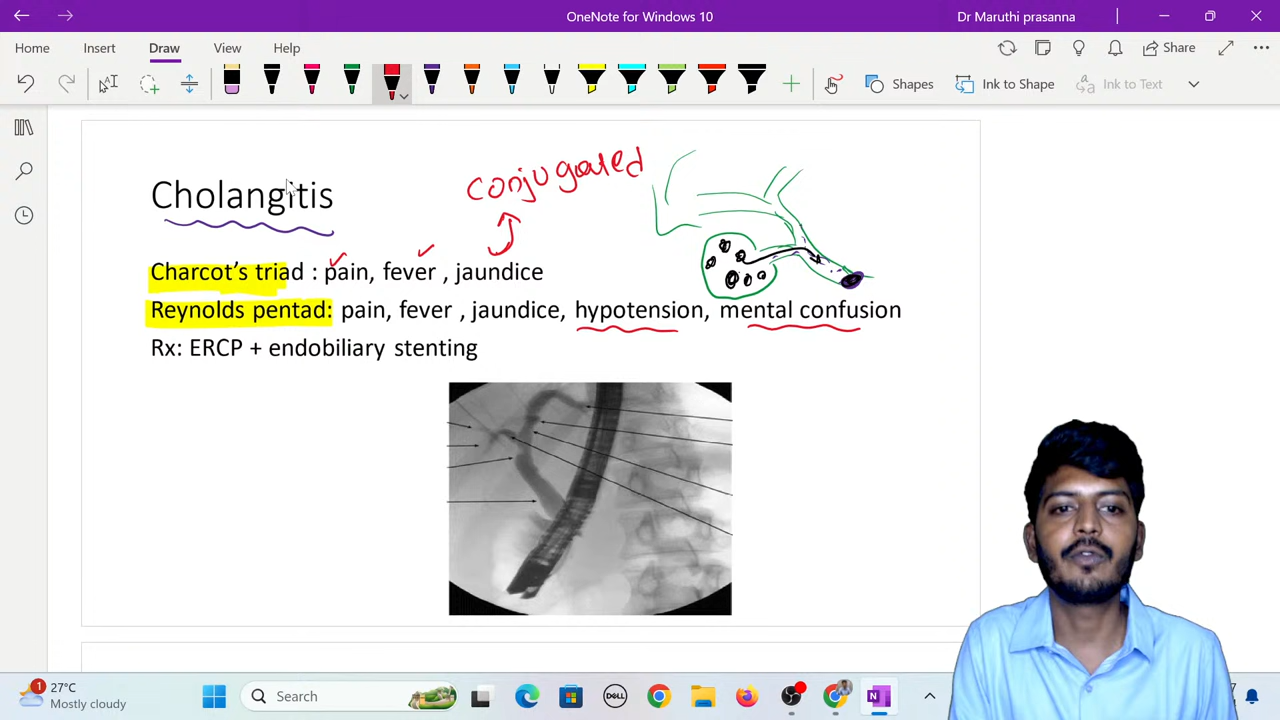 OneNote for Windows 10
Dr Maruthi prasanna
Home
Insert
Draw
View
Help
Share
Shapes
Ink to Shape
Ink to Text
conjugated
Cholangitis
Charcot's triad : pain, fever , jaundice
Reynolds pentad: pain, fever , jaundice, hypotension, mental confusion
Rx: ERCP + endobiliary stenting
1
27°C
Mostly cloudy
Search
DELL